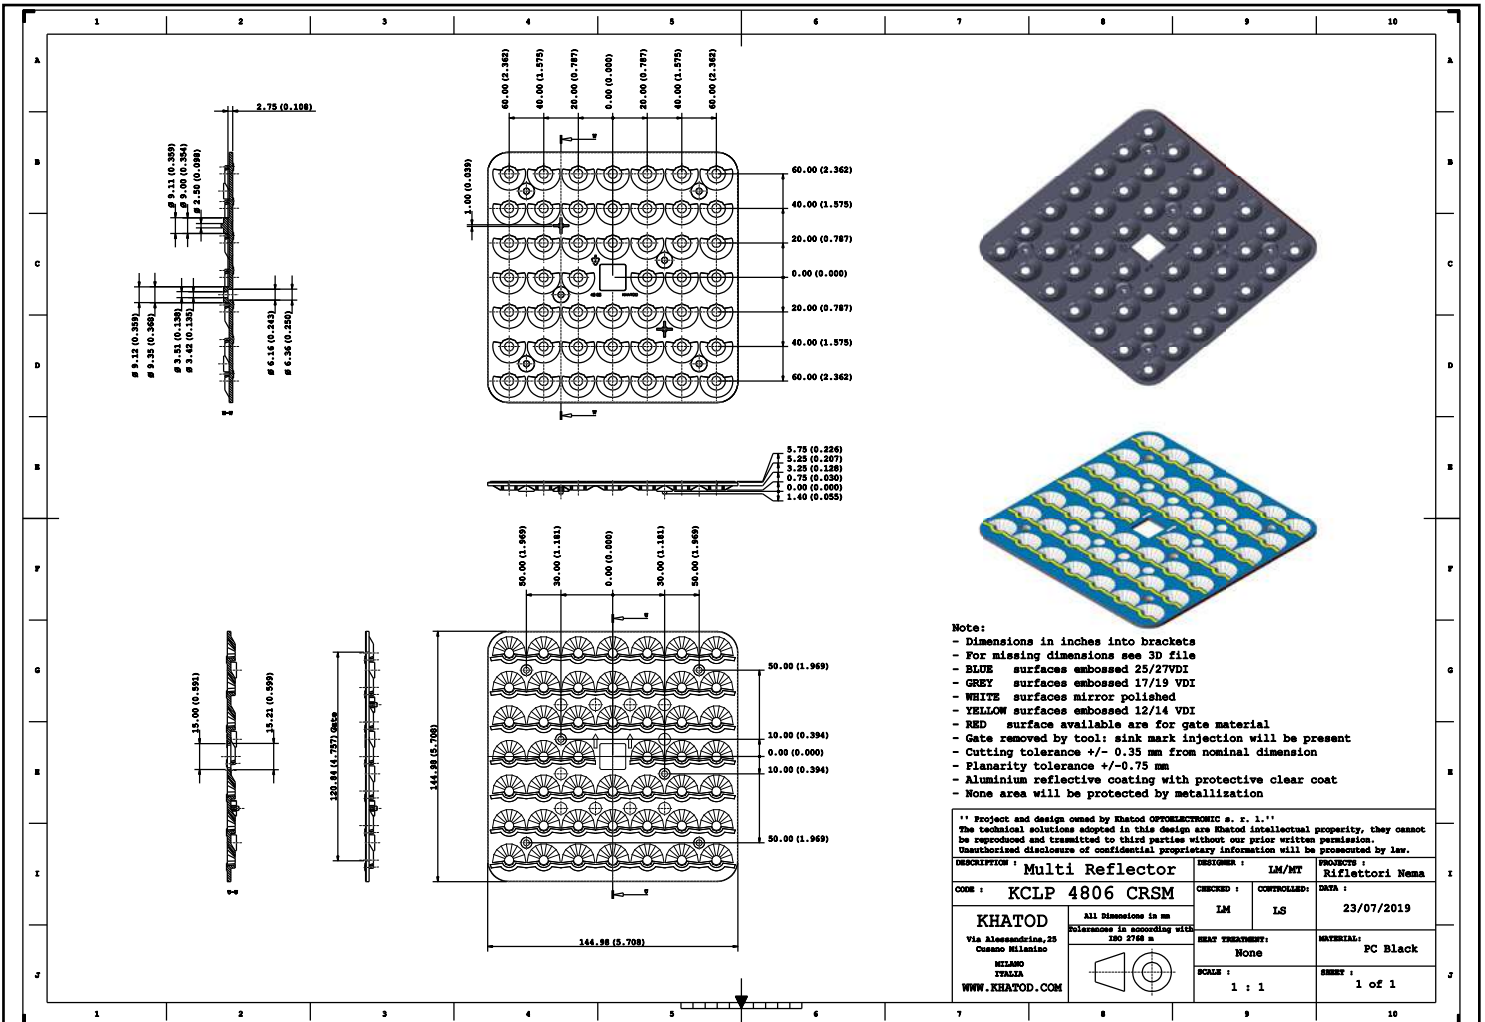 1 2 3 4 5 6 7 8 9 10
A A
B B
C C
D D
E E
F F
G G
H H
I I
J J
2.75 (0.108)
Ø 9.11 (0.359)
Ø 9.00 (0.354)
Ø 2.50 (0.098)
Ø 9.12 (0.359)
Ø 9.35 (0.368)
Ø 3.51 (0.138)
Ø 3.42 (0.135)
Ø 6.16 (0.243)
Ø 6.36 (0.250)
60.00 (2.362)
40.00 (1.575)
20.00 (0.787)
0.00 (0.000)
20.00 (0.787)
40.00 (1.575)
60.00 (2.362)
1.00 (0.039)
60.00 (2.362)
40.00 (1.575)
20.00 (0.787)
0.00 (0.000)
20.00 (0.787)
40.00 (1.575)
60.00 (2.362)
5.75 (0.226)
5.25 (0.207)
3.25 (0.128)
0.75 (0.030)
0.00 (0.000)
1.40 (0.055)
50.00 (1.969)
30.00 (1.181)
0.00 (0.000)
30.00 (1.181)
50.00 (1.969)
15.00 (0.591)
15.21 (0.599)
120.84 (4.757) Gate
144.98 (5.708)
50.00 (1.969)
10.00 (0.394)
0.00 (0.000)
10.00 (0.394)
50.00 (1.969)
144.98 (5.708)
Note:
- Dimensions in inches into brackets
- For missing dimensions see 3D file
- BLUE surfaces embossed 25/27VDI
- GREY surfaces embossed 17/19 VDI
- WHITE surfaces mirror polished
- YELLOW surfaces embossed 12/14 VDI
- RED surface available are for gate material
- Gate removed by tool: sink mark injection will be present
- Cutting tolerance +/- 0.35 mm from nominal dimension
- Planarity tolerance +/-0.75 mm
- Aluminium reflective coating with protective clear coat
- None area will be protected by metallization
'' Project and design owned by Khatod OPTOELECTRONIC s. r. l.''
The technical solutions adopted in this design are Khatod intellectual properity, they cannot
be reproduced and trasmitted to third parties without our prior written permission.
Unauthorized disclosure of confidential proprietary information will be prosecuted by law.
DESCRIPTION : Multi Reflector
DESIGNER : LM/MT
PROJECTS : Riflettori Nema
CODE : KCLP 4806 CRSM
CHECKED : LM
CONTROLLED: LS
DATA : 23/07/2019
KHATOD
Via Alessandrina,25
Cusano Milanino
MILANO
ITALIA
WWW.KHATOD.COM
All Dimensions in mm
Tolerances in according with
ISO 2768 m
HEAT TREATMENT: None
MATERIAL: PC Black
SCALE : 1 : 1
SHEET : 1 of 1